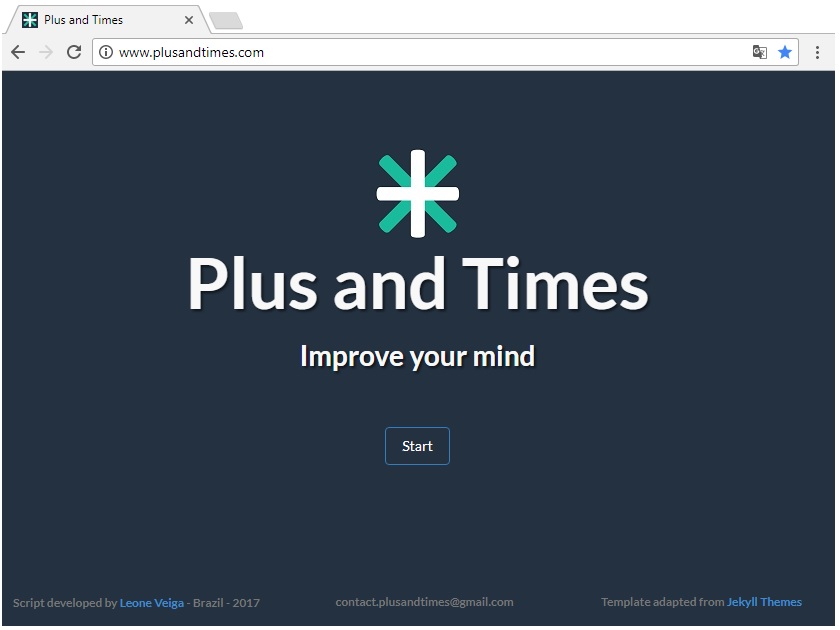 Plus and Times
www.plusandtimes.com
Plus and Times
Improve your mind
Start
Script developed by Leone Veiga - Brazil - 2017
contact.plusandtimes@gmail.com
Template adapted from Jekyll Themes